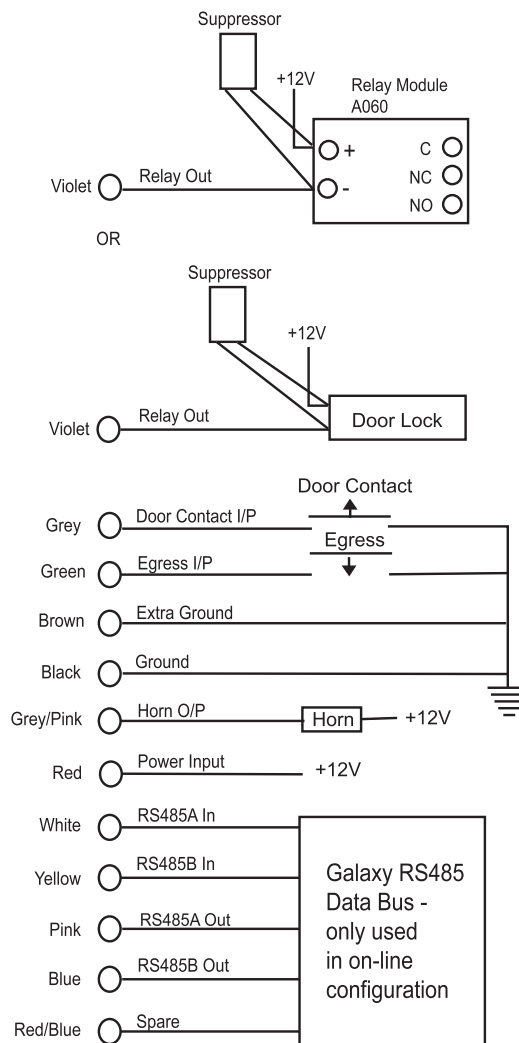 Suppressor
+12V
Relay Module
A060
+
C
Violet
Relay Out
-
NC
NO
OR
Suppressor
+12V
Violet
Relay Out
Door Lock
Door Contact
Grey
Door Contact I/P
Egress
Green
Egress I/P
Brown
Extra Ground
Black
Ground
Grey/Pink
Horn O/P
Horn
+12V
Red
Power Input
+12V
White
RS485A In
Yellow
RS485B In
Pink
RS485A Out
Blue
RS485B Out
Red/Blue
Spare
Galaxy RS485
Data Bus -
only used
in on-line
configuration